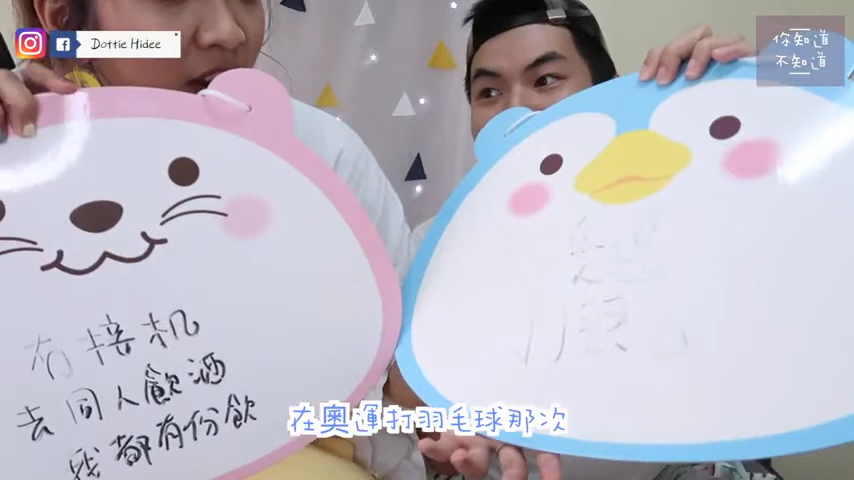 Dottie Hidee
你知道
不知道
有接机
去同人飲酒
我都有份飲
在奧運打羽毛球那次